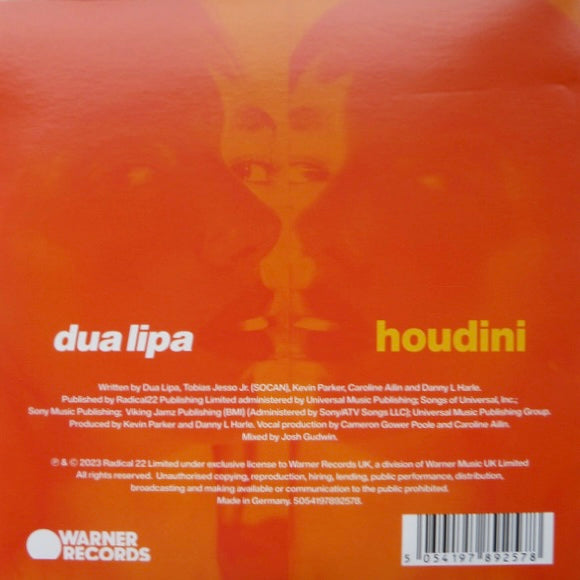 dua lipa
houdini
Written by Dua Lipa, Tobias Jesso Jr. (SOCAN), Kevin Parker, Caroline Ailin and Danny L Harle.
Published by Radical22 Publishing Limited administered by Universal Music Publishing; Songs of Universal, Inc.;
Sony Music Publishing; Viking Jamz Publishing (BMI) (Administered by Sony/ATV Songs LLC); Universal Music Publishing Group.
Produced by Kevin Parker and Danny L Harle. Vocal production by Cameron Gower Poole and Caroline Ailin.
Mixed by Josh Gudwin.
℗ & © 2023 Radical 22 Limited under exclusive license to Warner Records UK, a division of Warner Music UK Limited
All rights reserved. Unauthorised copying, reproduction, hiring, lending, public performance, distribution,
broadcasting and making available or communication to the public prohibited.
Made in Germany. 5054197892578.
WARNER
RECORDS
5 054197 892578